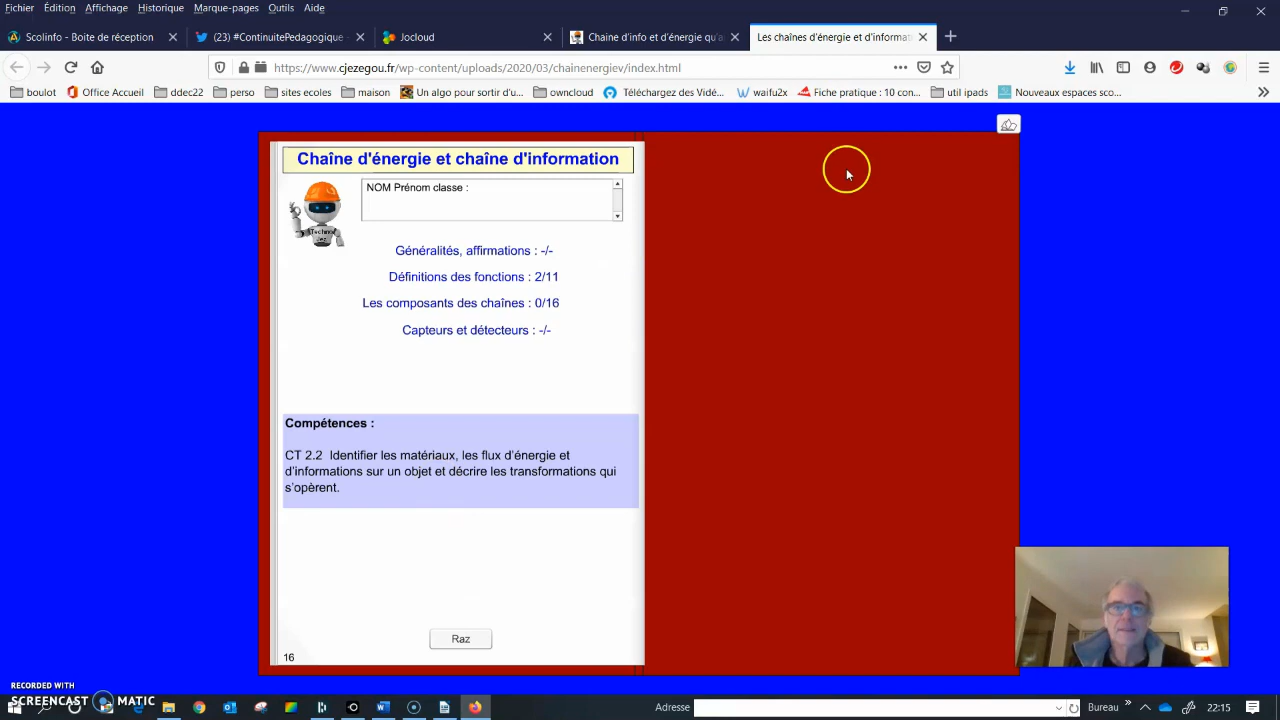 Fichier Édition Affichage Historique Marque-pages Outils Aide
Scolinfo - Boite de réception
(23) #ContinuitePedagogique -
Jocloud
Chaine d'info et d'énergie qu'a
Les chaînes d'énergie et d'informat
https://www.cjezegou.fr/wp-content/uploads/2020/03/chainenergiev/index.html
boulot Office Accueil ddec22 perso sites ecoles maison Un algo pour sortir d'u... owncloud Téléchargez des Vidé... waifu2x Fiche pratique : 10 con... util ipads Nouveaux espaces sco...
Chaîne d'énergie et chaîne d'information
NOM Prénom classe :
Techno
Jez
Généralités, affirmations : -/-
Définitions des fonctions : 2/11
Les composants des chaînes : 0/16
Capteurs et détecteurs : -/-
Compétences :
CT 2.2 Identifier les matériaux, les flux d'énergie et
d'informations sur un objet et décrire les transformations qui
s'opèrent.
Raz
16
RECORDED WITH
SCREENCAST MATIC
Adresse
Bureau
22:15